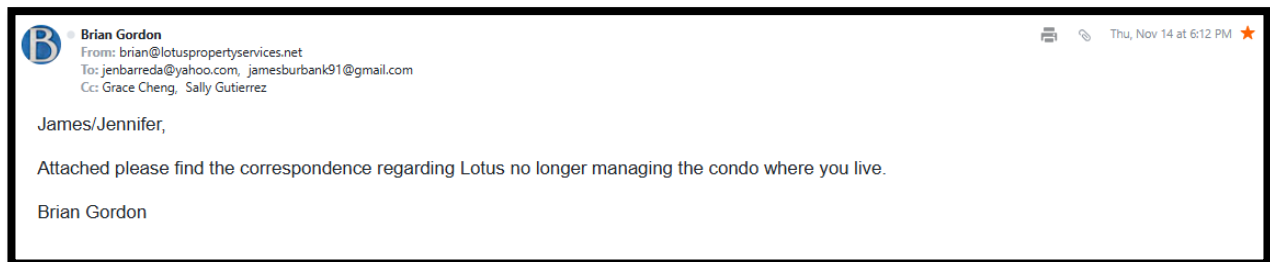 B
Brian Gordon
Thu, Nov 14 at 6:12 PM
From: brian@lotuspropertyservices.net
To: jenbarreda@yahoo.com, jamesburbank91@gmail.com
Cc: Grace Cheng, Sally Gutierrez
James/Jennifer,
Attached please find the correspondence regarding Lotus no longer managing the condo where you live.
Brian Gordon